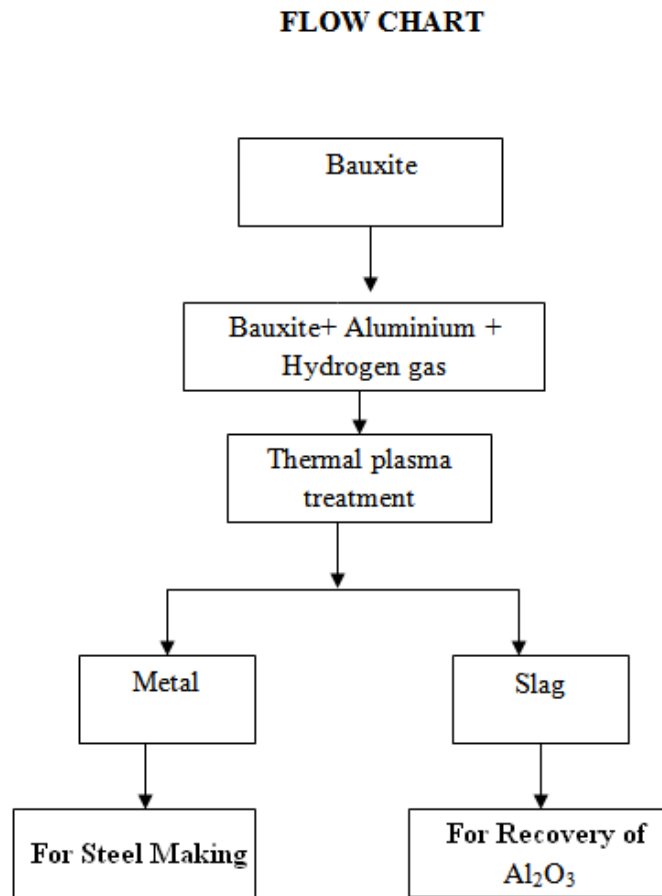 FLOW CHART
Bauxite
Bauxite+ Aluminium +
Hydrogen gas
Thermal plasma
treatment
Metal
Slag
For Steel Making
For Recovery of
Al₂O₃